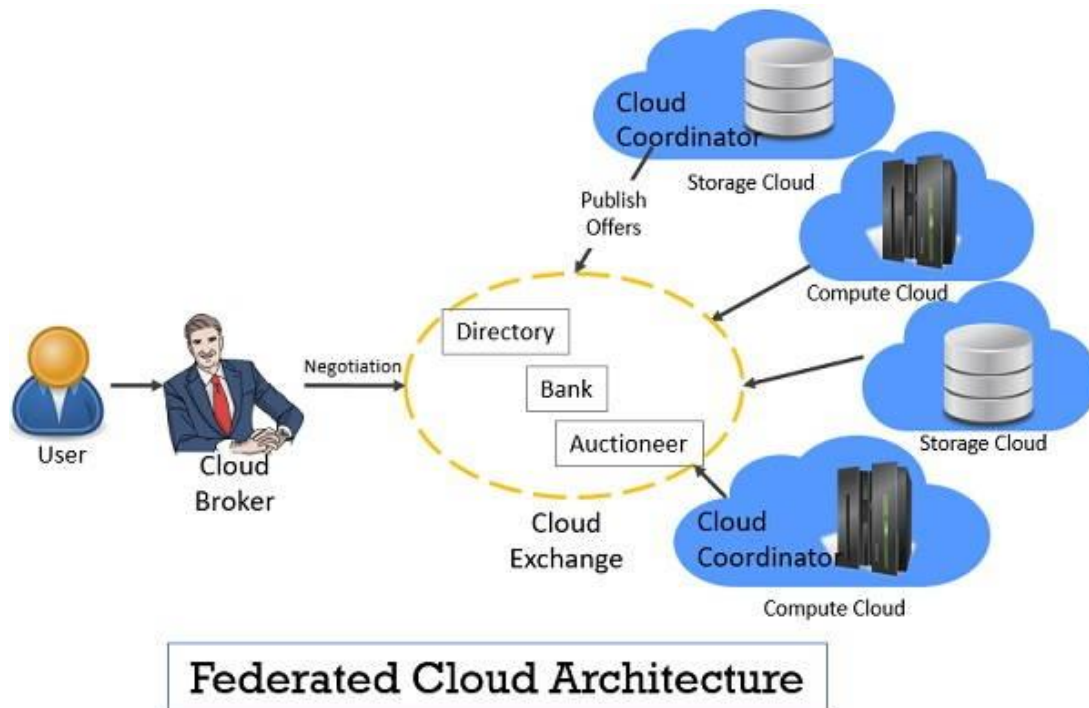 Cloud
Coordinator
Storage Cloud
Publish
Offers
Compute Cloud
Directory
Negotiation
Bank
Auctioneer
Storage Cloud
User
Cloud
Broker
Cloud
Exchange
Cloud
Coordinator
Compute Cloud
Federated Cloud Architecture